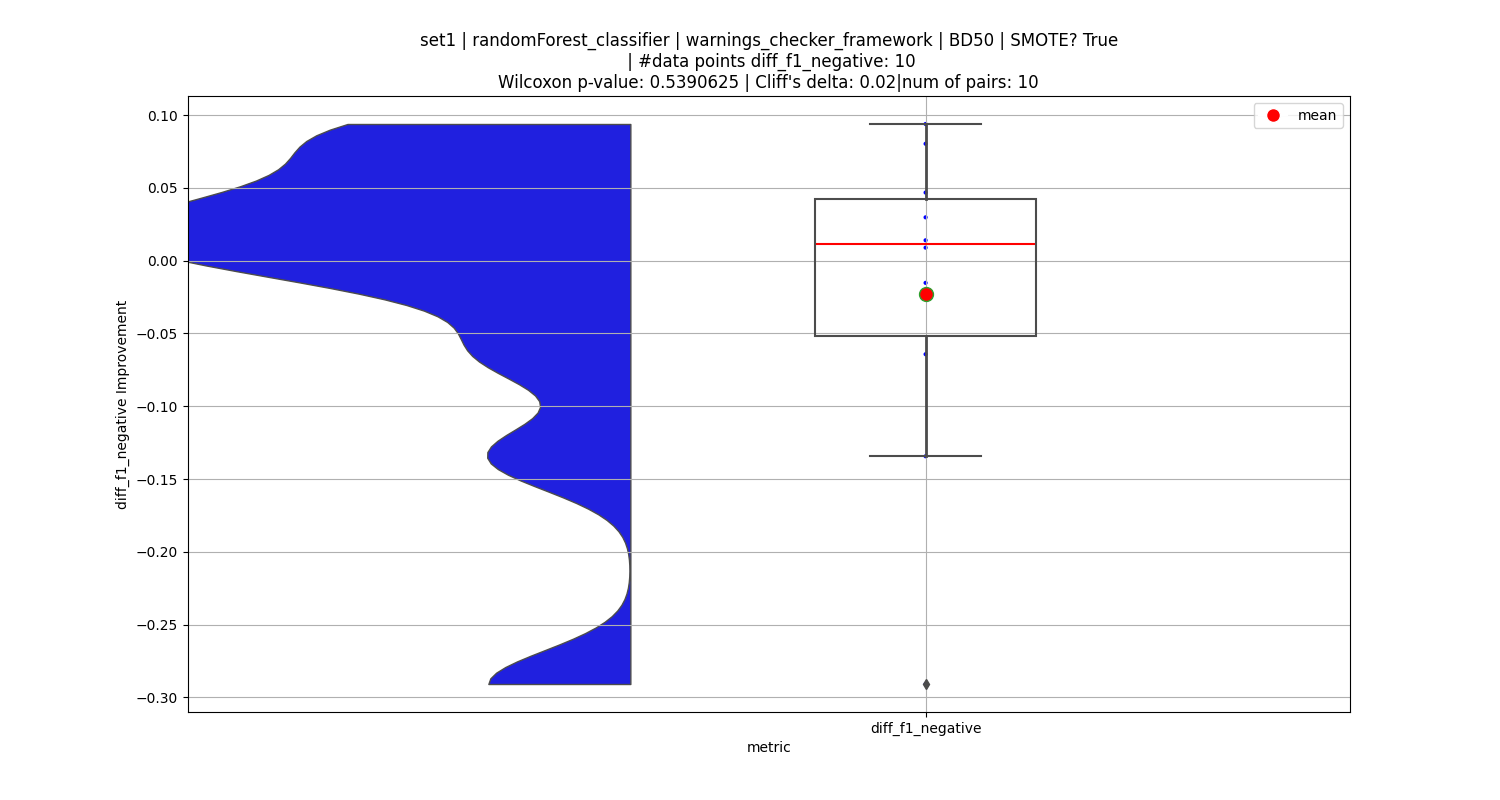 set1 | randomForest_classifier | warnings_checker_framework | BD50 | SMOTE? True
| #data points diff_f1_negative: 10
Wilcoxon p-value: 0.5390625 | Cliff's delta: 0.02|num of pairs: 10
mean
0.10
0.05
0.00
−0.05
−0.10
−0.15
−0.20
−0.25
−0.30
diff_f1_negative Improvement
diff_f1_negative
metric